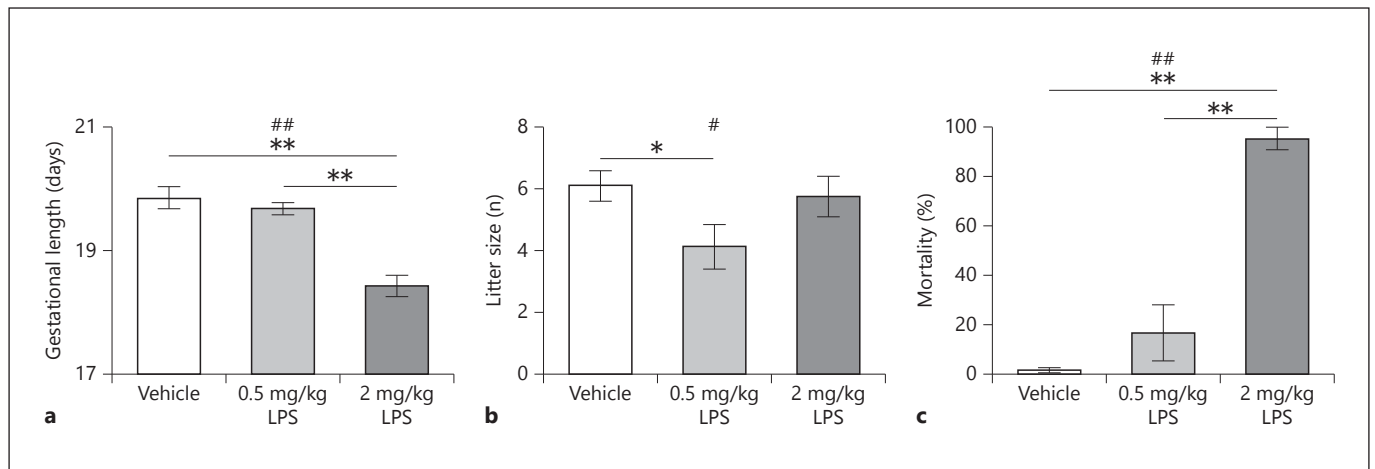 ##
**
**
21
19
17
Gestational length (days)
Vehicle
0.5 mg/kg
LPS
2 mg/kg
LPS
a
#
*
8
6
4
2
0
Litter size (n)
Vehicle
0.5 mg/kg
LPS
2 mg/kg
LPS
b
##
**
**
100
80
60
40
20
0
Mortality (%)
Vehicle
0.5 mg/kg
LPS
2 mg/kg
LPS
c